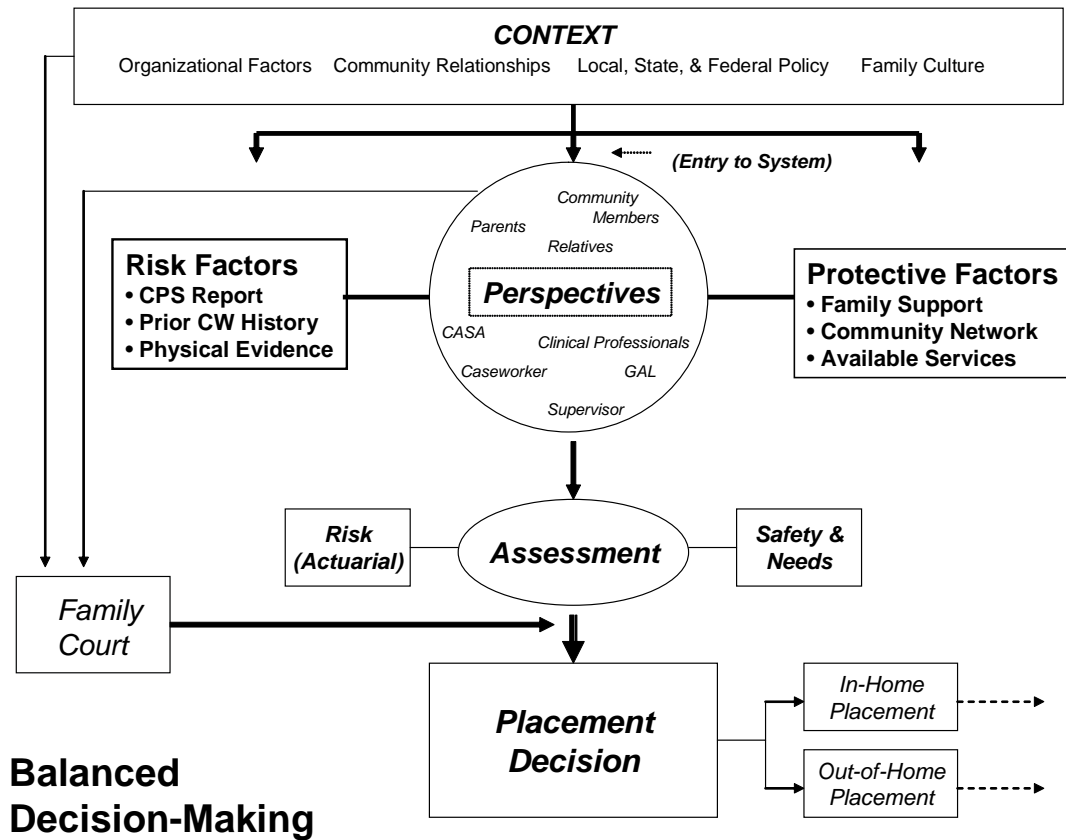 CONTEXT
Organizational Factors Community Relationships Local, State, & Federal Policy Family Culture
(Entry to System)
Community
Members
Parents
Relatives
Perspectives
CASA
Clinical Professionals
Caseworker
GAL
Supervisor
Risk Factors
• CPS Report
• Prior CW History
• Physical Evidence
Protective Factors
• Family Support
• Community Network
• Available Services
Risk
(Actuarial)
Assessment
Safety &
Needs
Family
Court
Placement
Decision
In-Home
Placement
Out-of-Home
Placement
Balanced
Decision-Making